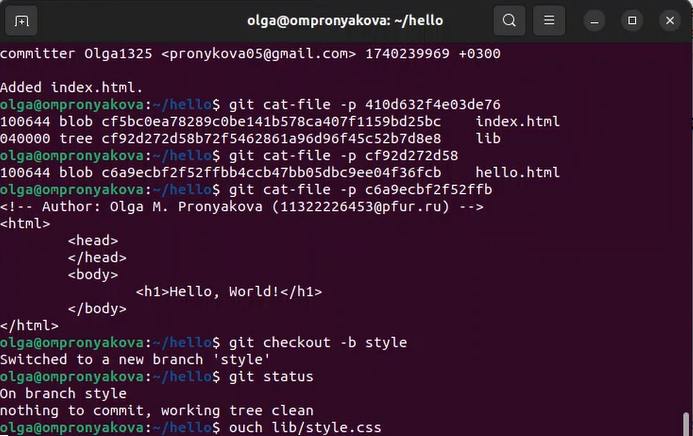 olga@ompronyakova: ~/hello
committer Olga1325 <pronykova05@gmail.com> 1740239969 +0300
Added index.html.
olga@ompronyakova:~/hello$ git cat-file -p 410d632f4e03de76
100644 blob cf5bc0ea78289c0be141b578ca407f1159bd25bc    index.html
040000 tree cf92d272d58b72f5462861a96d96f45c52b7d8e8    lib
olga@ompronyakova:~/hello$ git cat-file -p cf92d272d58
100644 blob c6a9ecbf2f52ffbb4ccb47bb05dbc9ee04f36fcb    hello.html
olga@ompronyakova:~/hello$ git cat-file -p c6a9ecbf2f52ffb
<!-- Author: Olga M. Pronyakova (11322226453@pfur.ru) -->
<html>
        <head>
        </head>
        <body>
                <h1>Hello, World!</h1>
        </body>
</html>
olga@ompronyakova:~/hello$ git checkout -b style
Switched to a new branch 'style'
olga@ompronyakova:~/hello$ git status
On branch style
nothing to commit, working tree clean
olga@ompronyakova:~/hello$ ouch lib/style.css